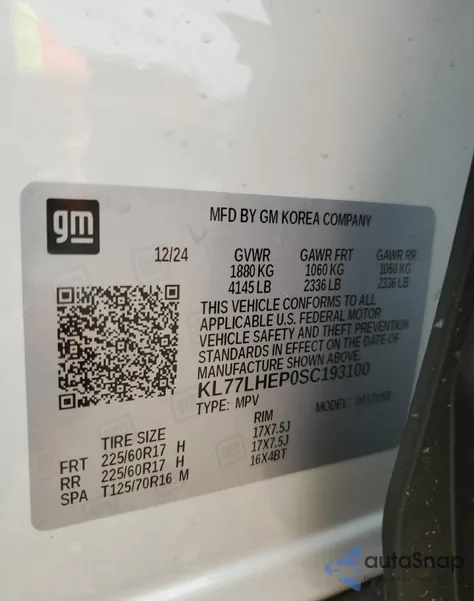 gm
MFD BY GM KOREA COMPANY
12/24 GVWR GAWR FRT GAWR RR
1880 KG 1060 KG 1060 KG
4145 LB 2336 LB 2336 LB
THIS VEHICLE CONFORMS TO ALL
APPLICABLE U.S. FEDERAL MOTOR
VEHICLE SAFETY AND THEFT PREVENTION
STANDARDS IN EFFECT ON THE DATE OF
MANUFACTURE SHOWN ABOVE.
KL77LHEP0SC193100
TYPE: MPV MODEL:
TIRE SIZE RIM
FRT 225/60R17 H 17X7.5J
RR 225/60R17 H 17X7.5J
SPA T125/70R16 M 16X4BT
autoSnap